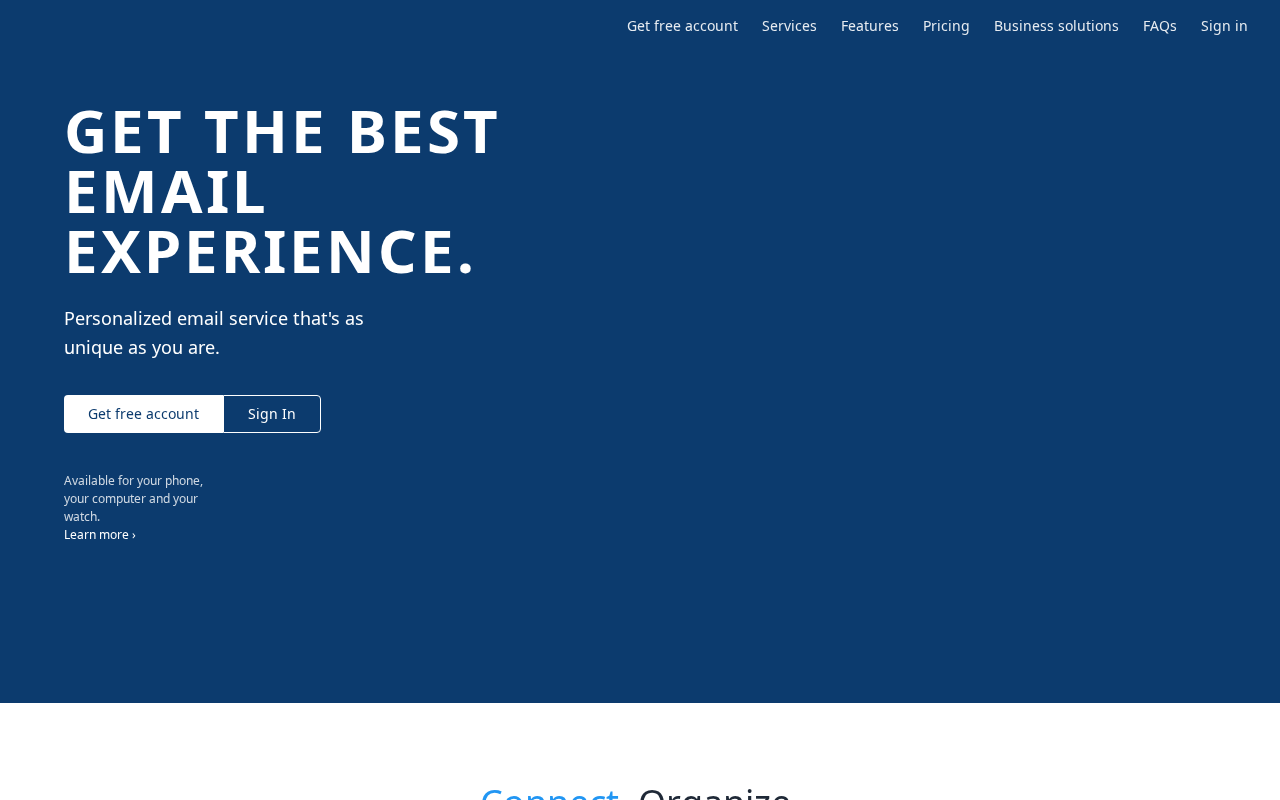 Get free account Services Features Pricing Business solutions FAQs Sign in
GET THE BEST
EMAIL
EXPERIENCE.
Personalized email service that's as
unique as you are.
Get free account Sign In
Available for your phone,
your computer and your
watch.
Learn more ›
Connect. Organize.